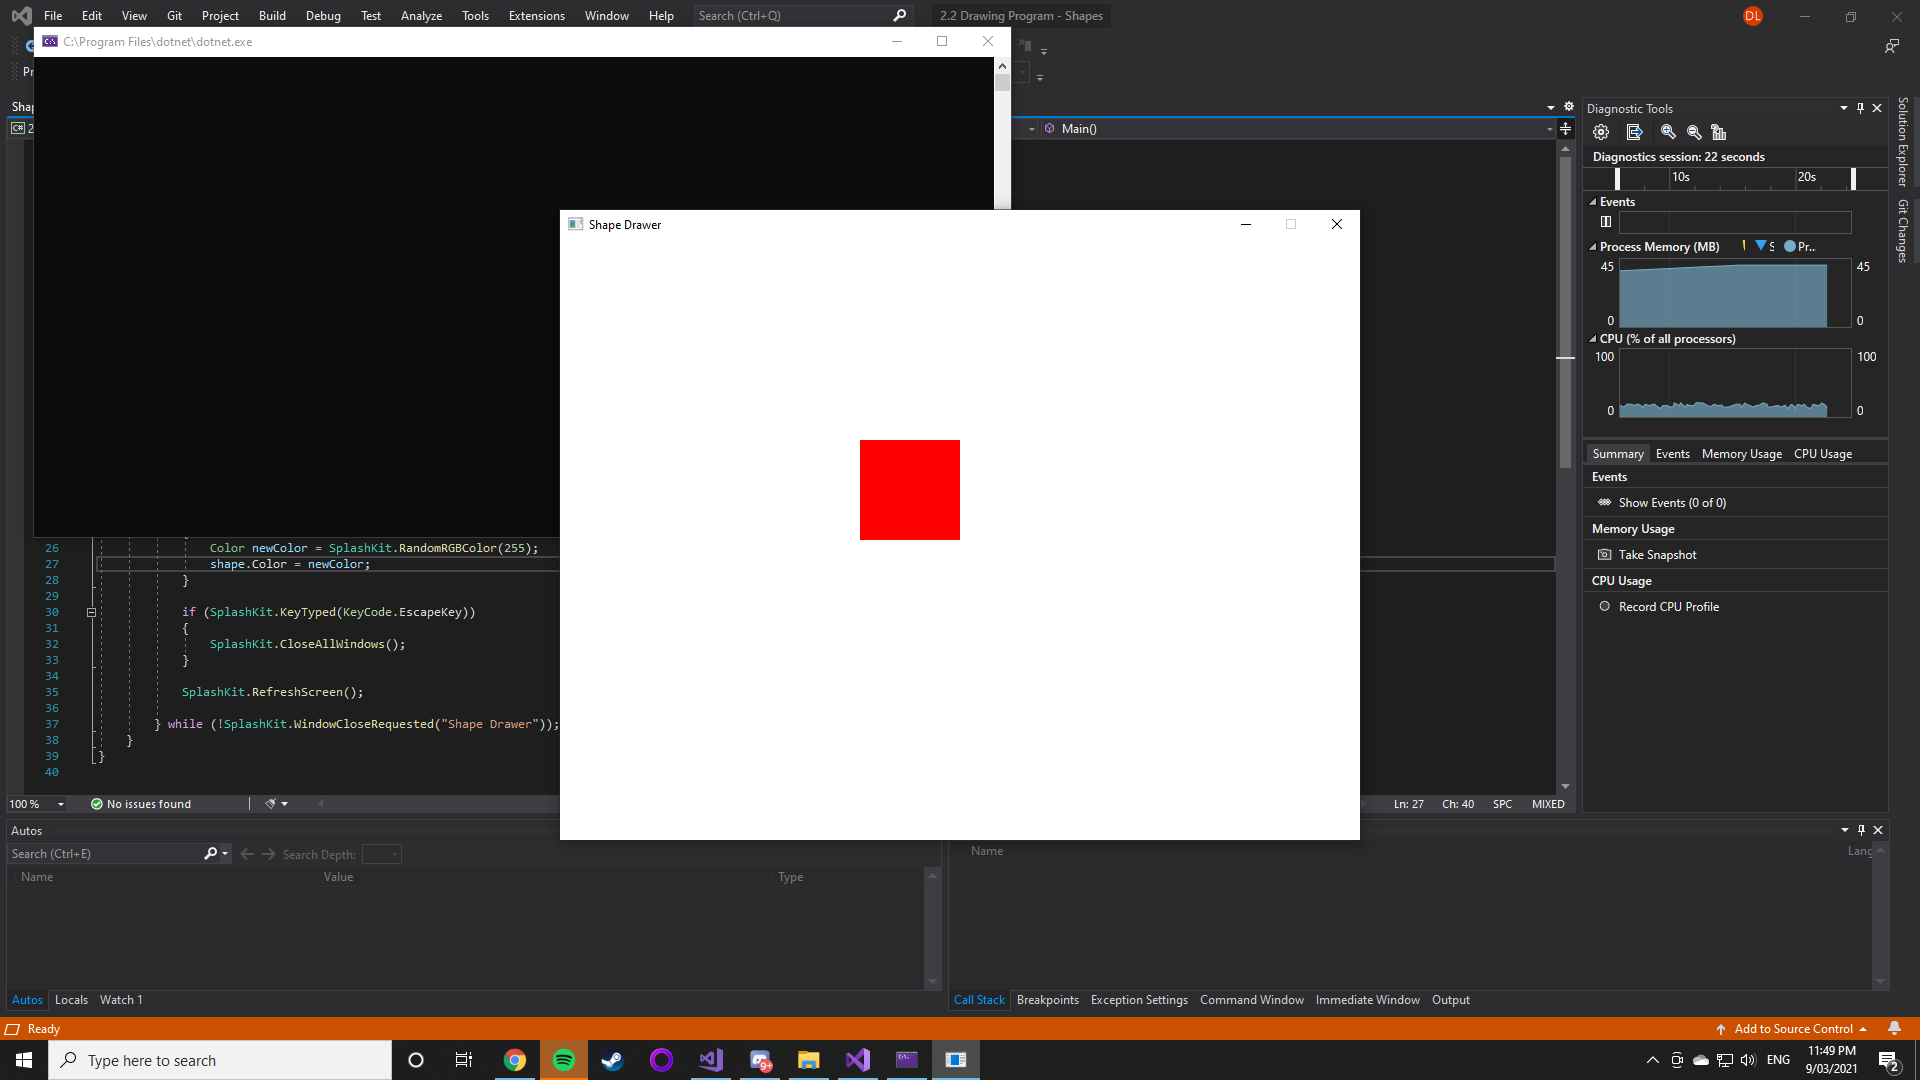 File Edit View Git Project Build Debug Test Analyze Tools Extensions Window Help Search (Ctrl+Q) 2.2 Drawing Program - Shapes DL
C:\Program Files\dotnet\dotnet.exe
Main()
Shape Drawer
26 Color newColor = SplashKit.RandomRGBColor(255);
27 shape.Color = newColor;
28 }
29
30 if (SplashKit.KeyTyped(KeyCode.EscapeKey))
31 {
32 SplashKit.CloseAllWindows();
33 }
34
35 SplashKit.RefreshScreen();
36
37 } while (!SplashKit.WindowCloseRequested("Shape Drawer"));
38 }
39 }
40
100 % No issues found Ln: 27 Ch: 40 SPC MIXED
Diagnostic Tools
Diagnostics session: 22 seconds
10s 20s
Events
Process Memory (MB) S Pr...
45 45
0 0
CPU (% of all processors)
100 100
0 0
Summary Events Memory Usage CPU Usage
Events
Show Events (0 of 0)
Memory Usage
Take Snapshot
CPU Usage
Record CPU Profile
Solution Explorer
Git Changes
Autos
Search (Ctrl+E) Search Depth:
Name Value Type
Autos Locals Watch 1
Name Lang
Call Stack Breakpoints Exception Settings Command Window Immediate Window Output
Ready Add to Source Control
Type here to search
9+
ENG
11:49 PM
9/03/2021
2